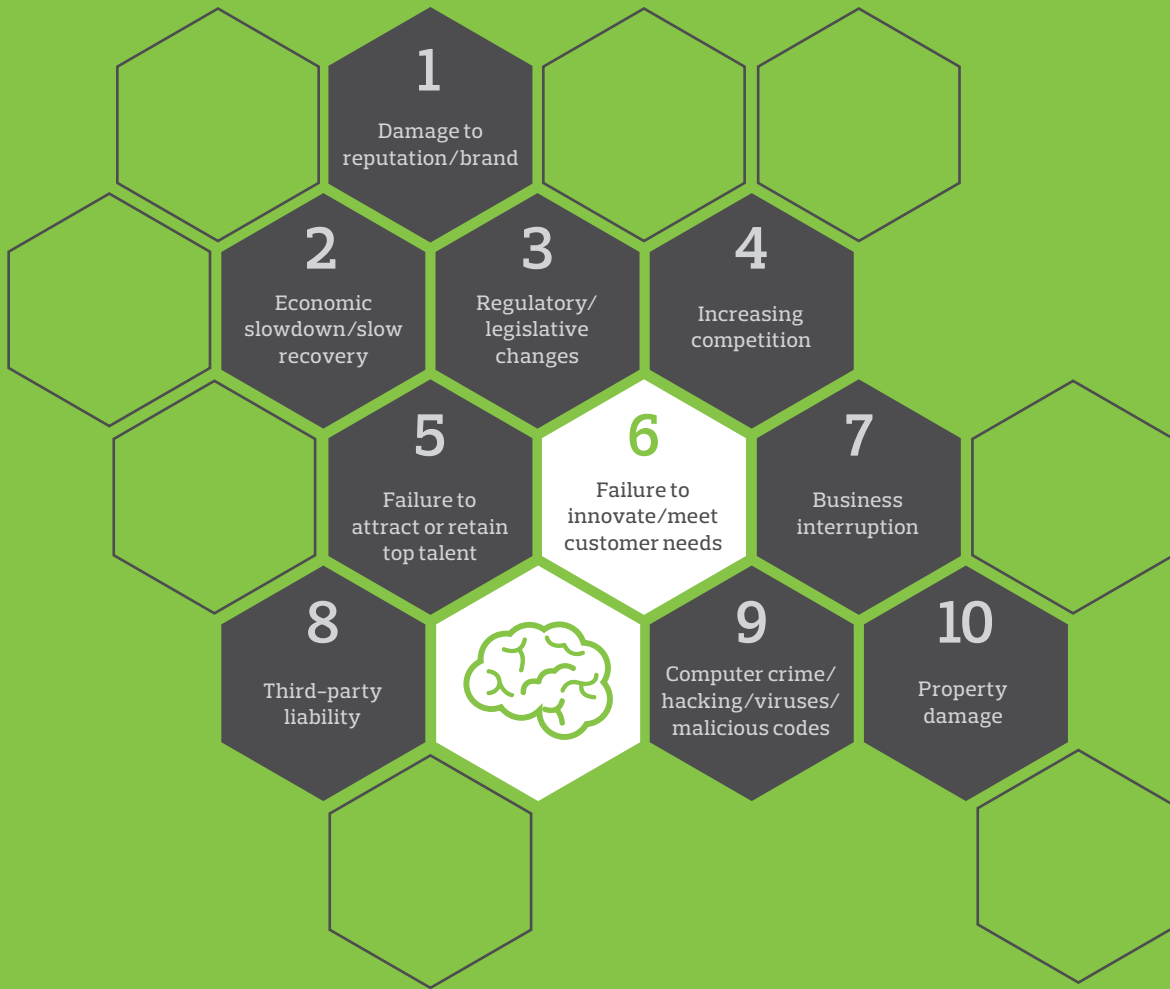 1
Damage to
reputation/brand
2
Economic
slowdown/slow
recovery
3
Regulatory/
legislative
changes
4
Increasing
competition
5
Failure to
attract or retain
top talent
6
Failure to
innovate/meet
customer needs
7
Business
interruption
8
Third-party
liability
9
Computer crime/
hacking/viruses/
malicious codes
10
Property
damage